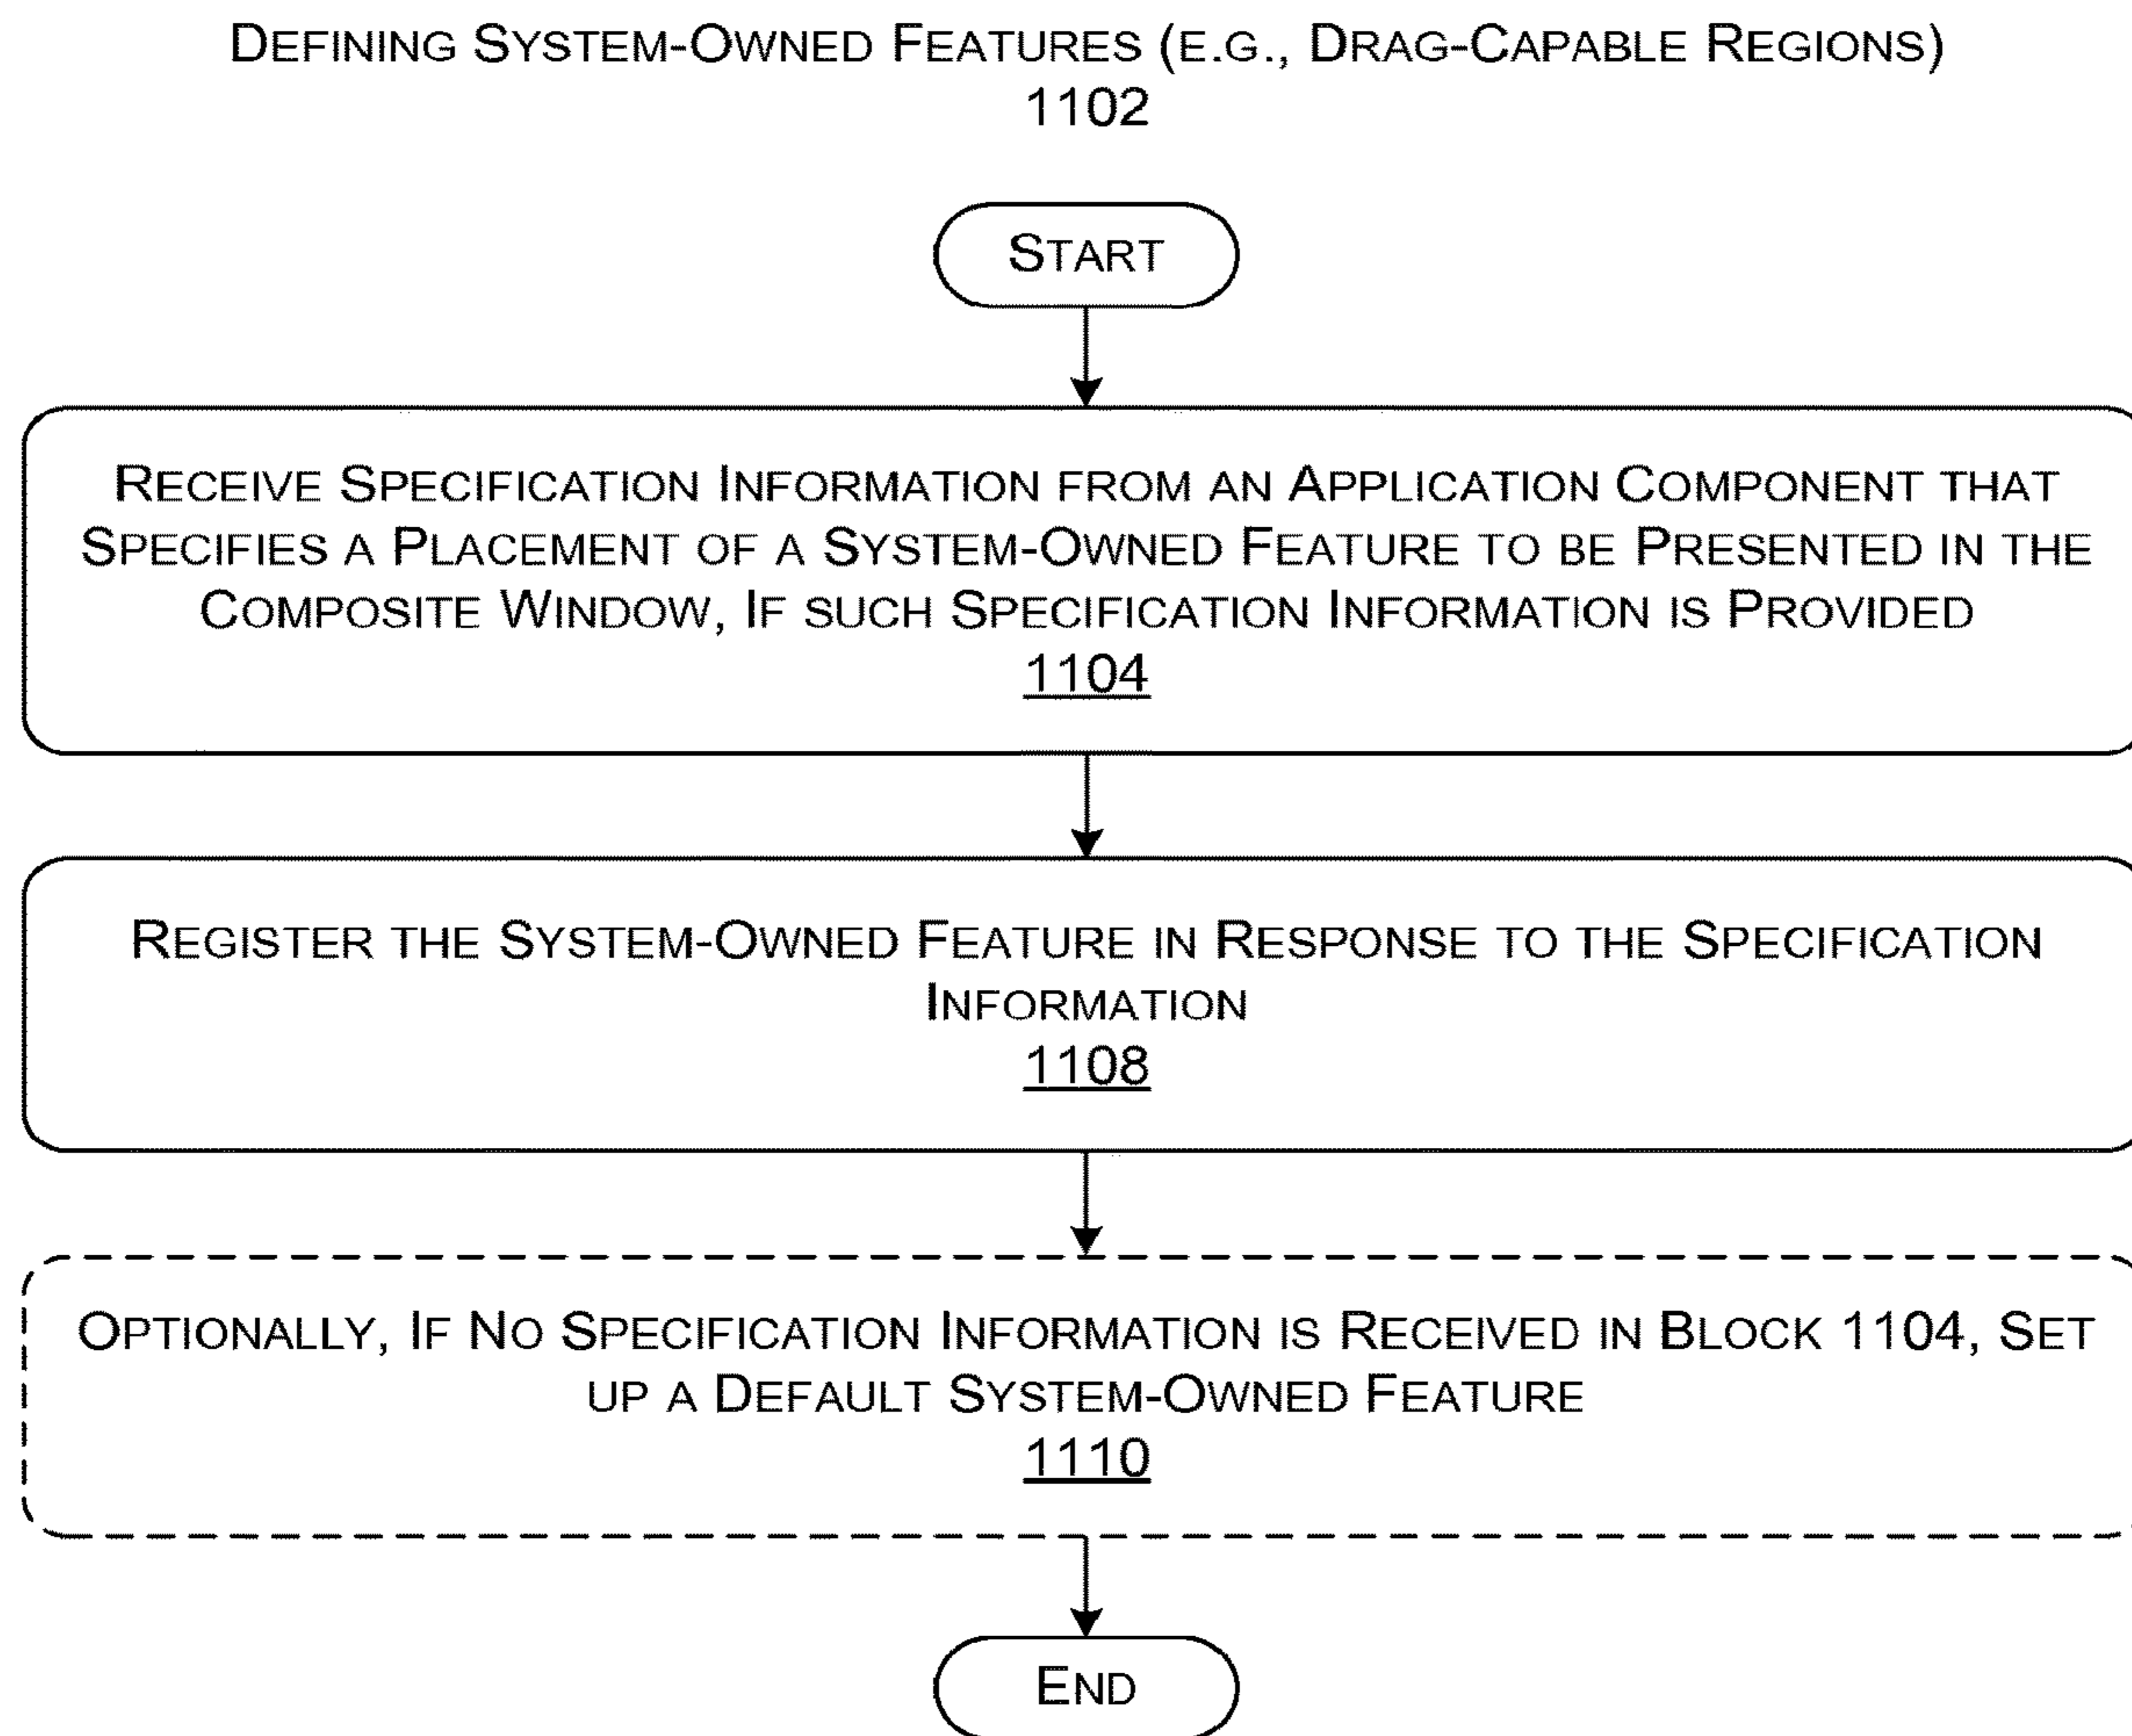 DEFINING SYSTEM-OWNED FEATURES (E.G., DRAG-CAPABLE REGIONS)
1102
START
RECEIVE SPECIFICATION INFORMATION FROM AN APPLICATION COMPONENT THAT
SPECIFIES A PLACEMENT OF A SYSTEM-OWNED FEATURE TO BE PRESENTED IN THE
COMPOSITE WINDOW, IF SUCH SPECIFICATION INFORMATION IS PROVIDED
1104
REGISTER THE SYSTEM-OWNED FEATURE IN RESPONSE TO THE SPECIFICATION
INFORMATION
1108
OPTIONALLY, IF NO SPECIFICATION INFORMATION IS RECEIVED IN BLOCK 1104, SET
UP A DEFAULT SYSTEM-OWNED FEATURE
1110
END